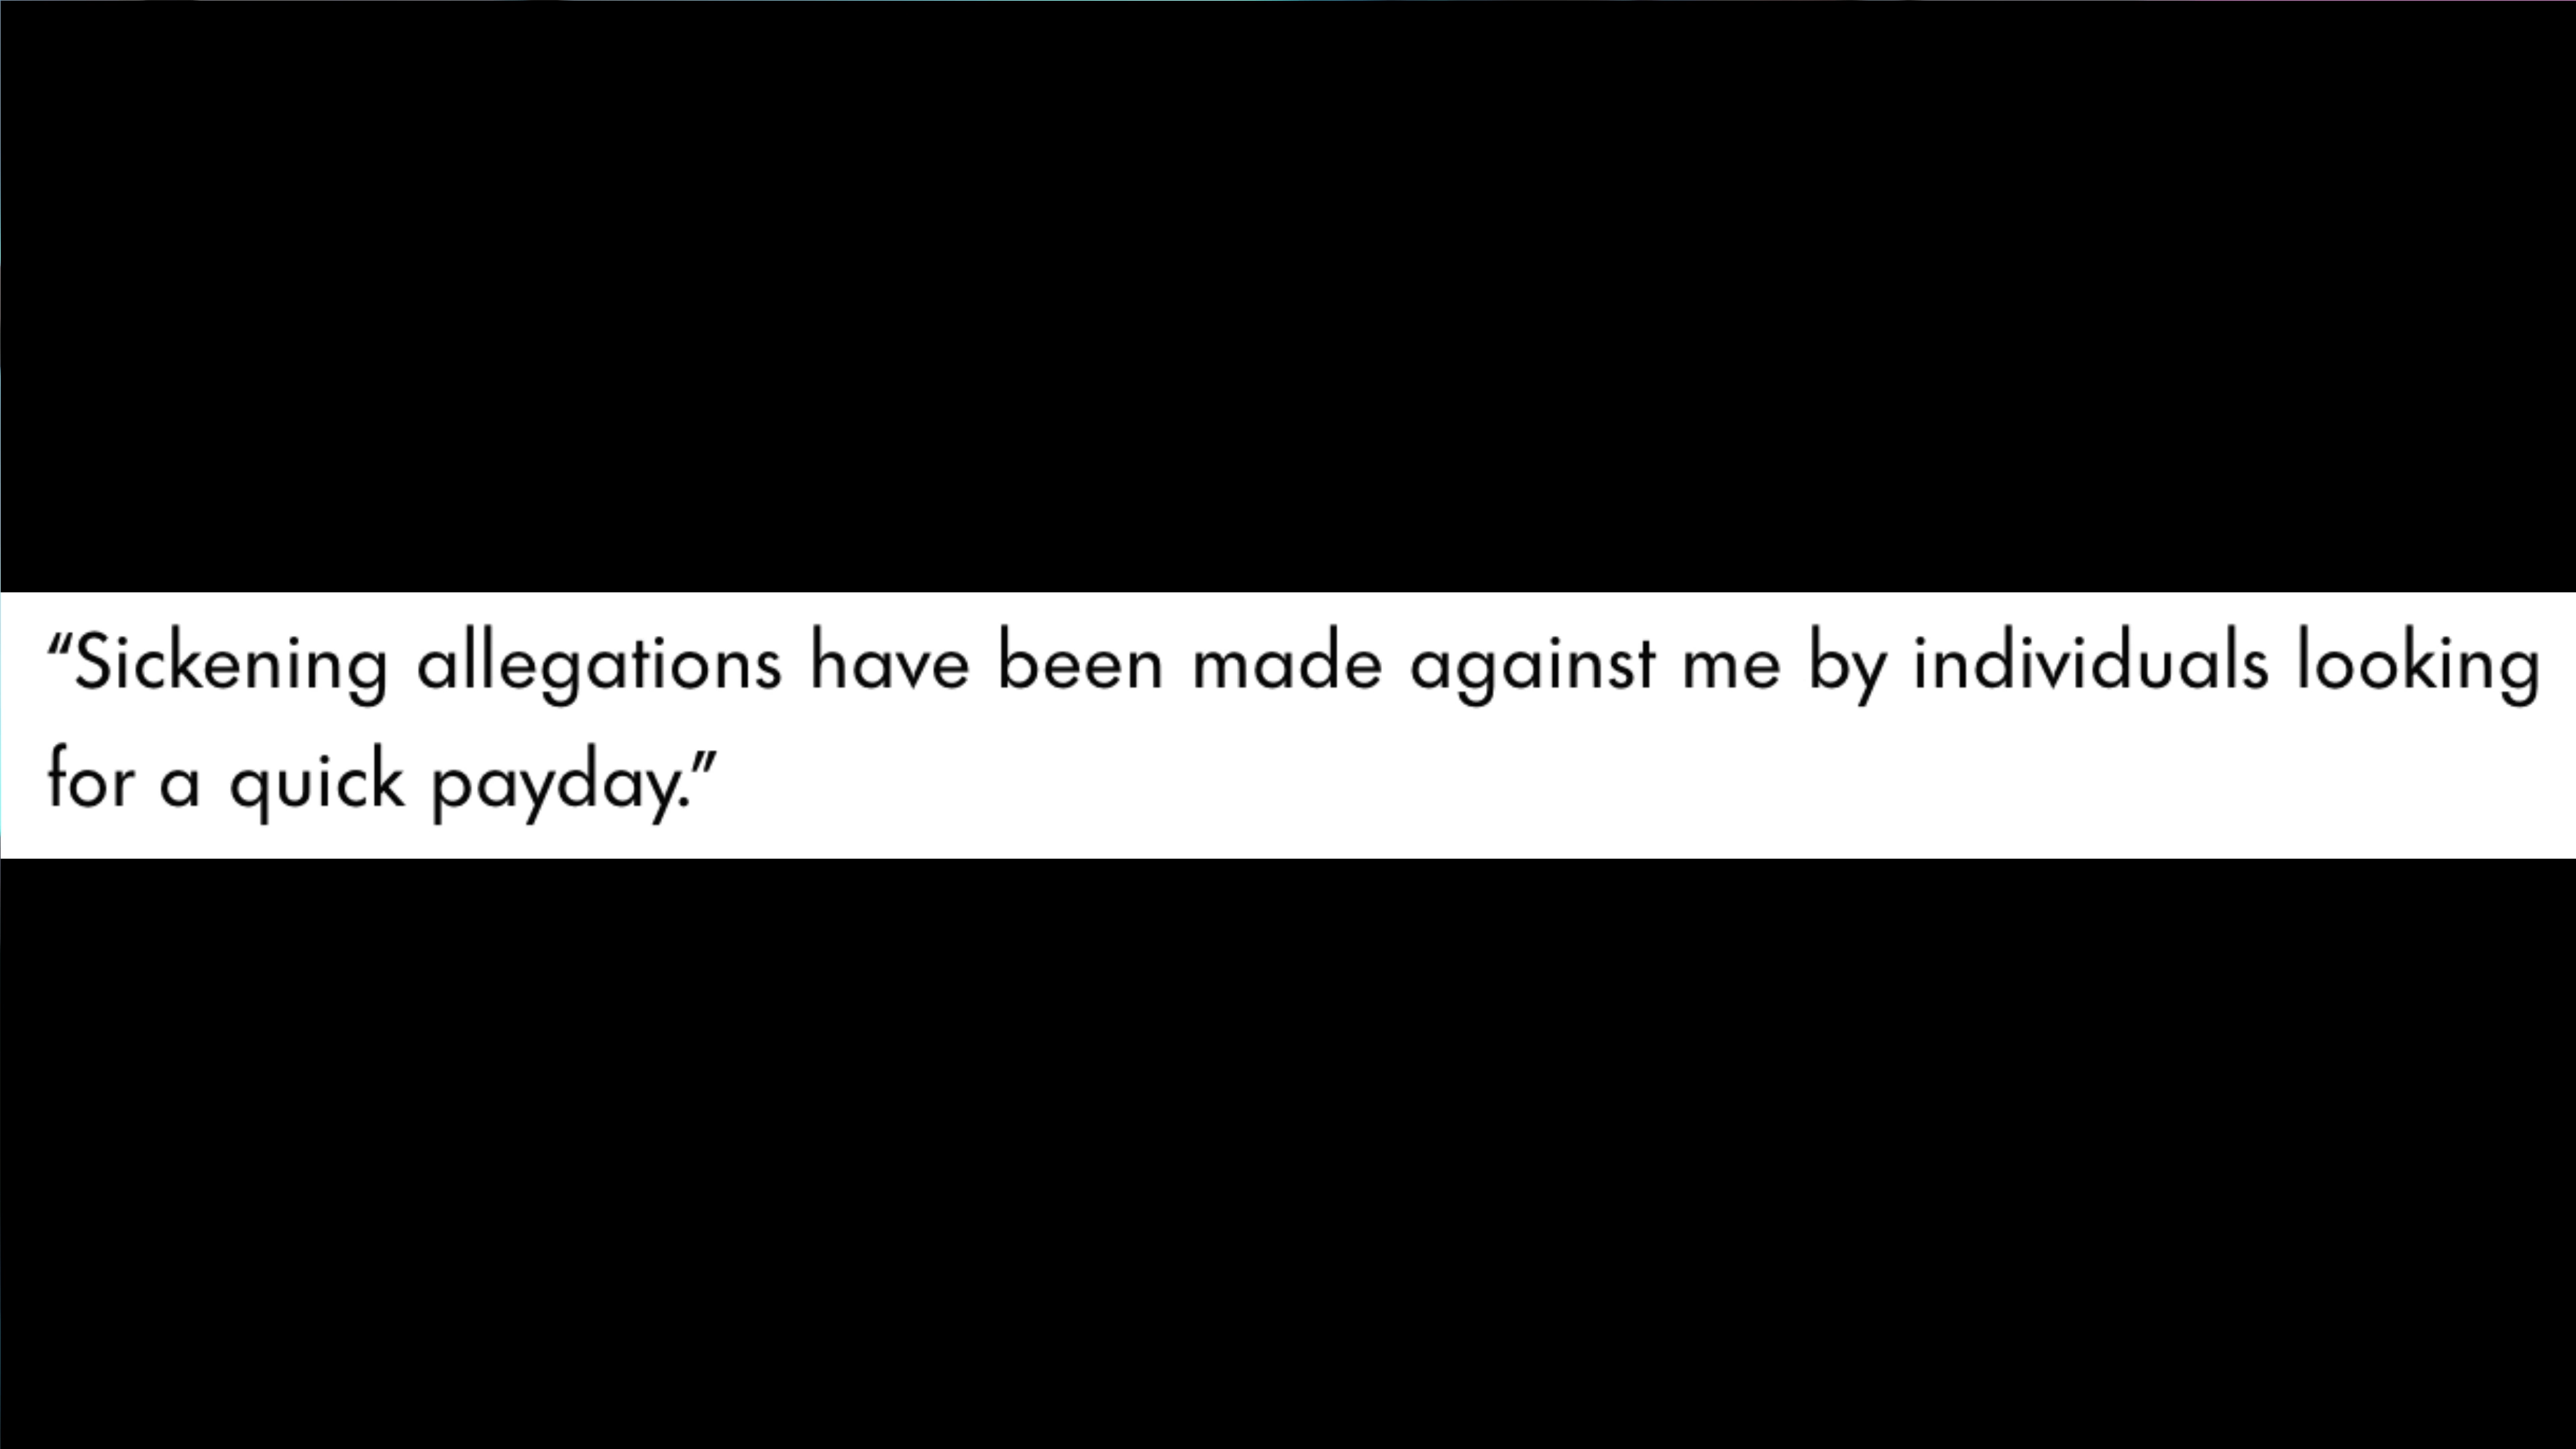 “Sickening allegations have been made against me by individuals looking
for a quick payday.”